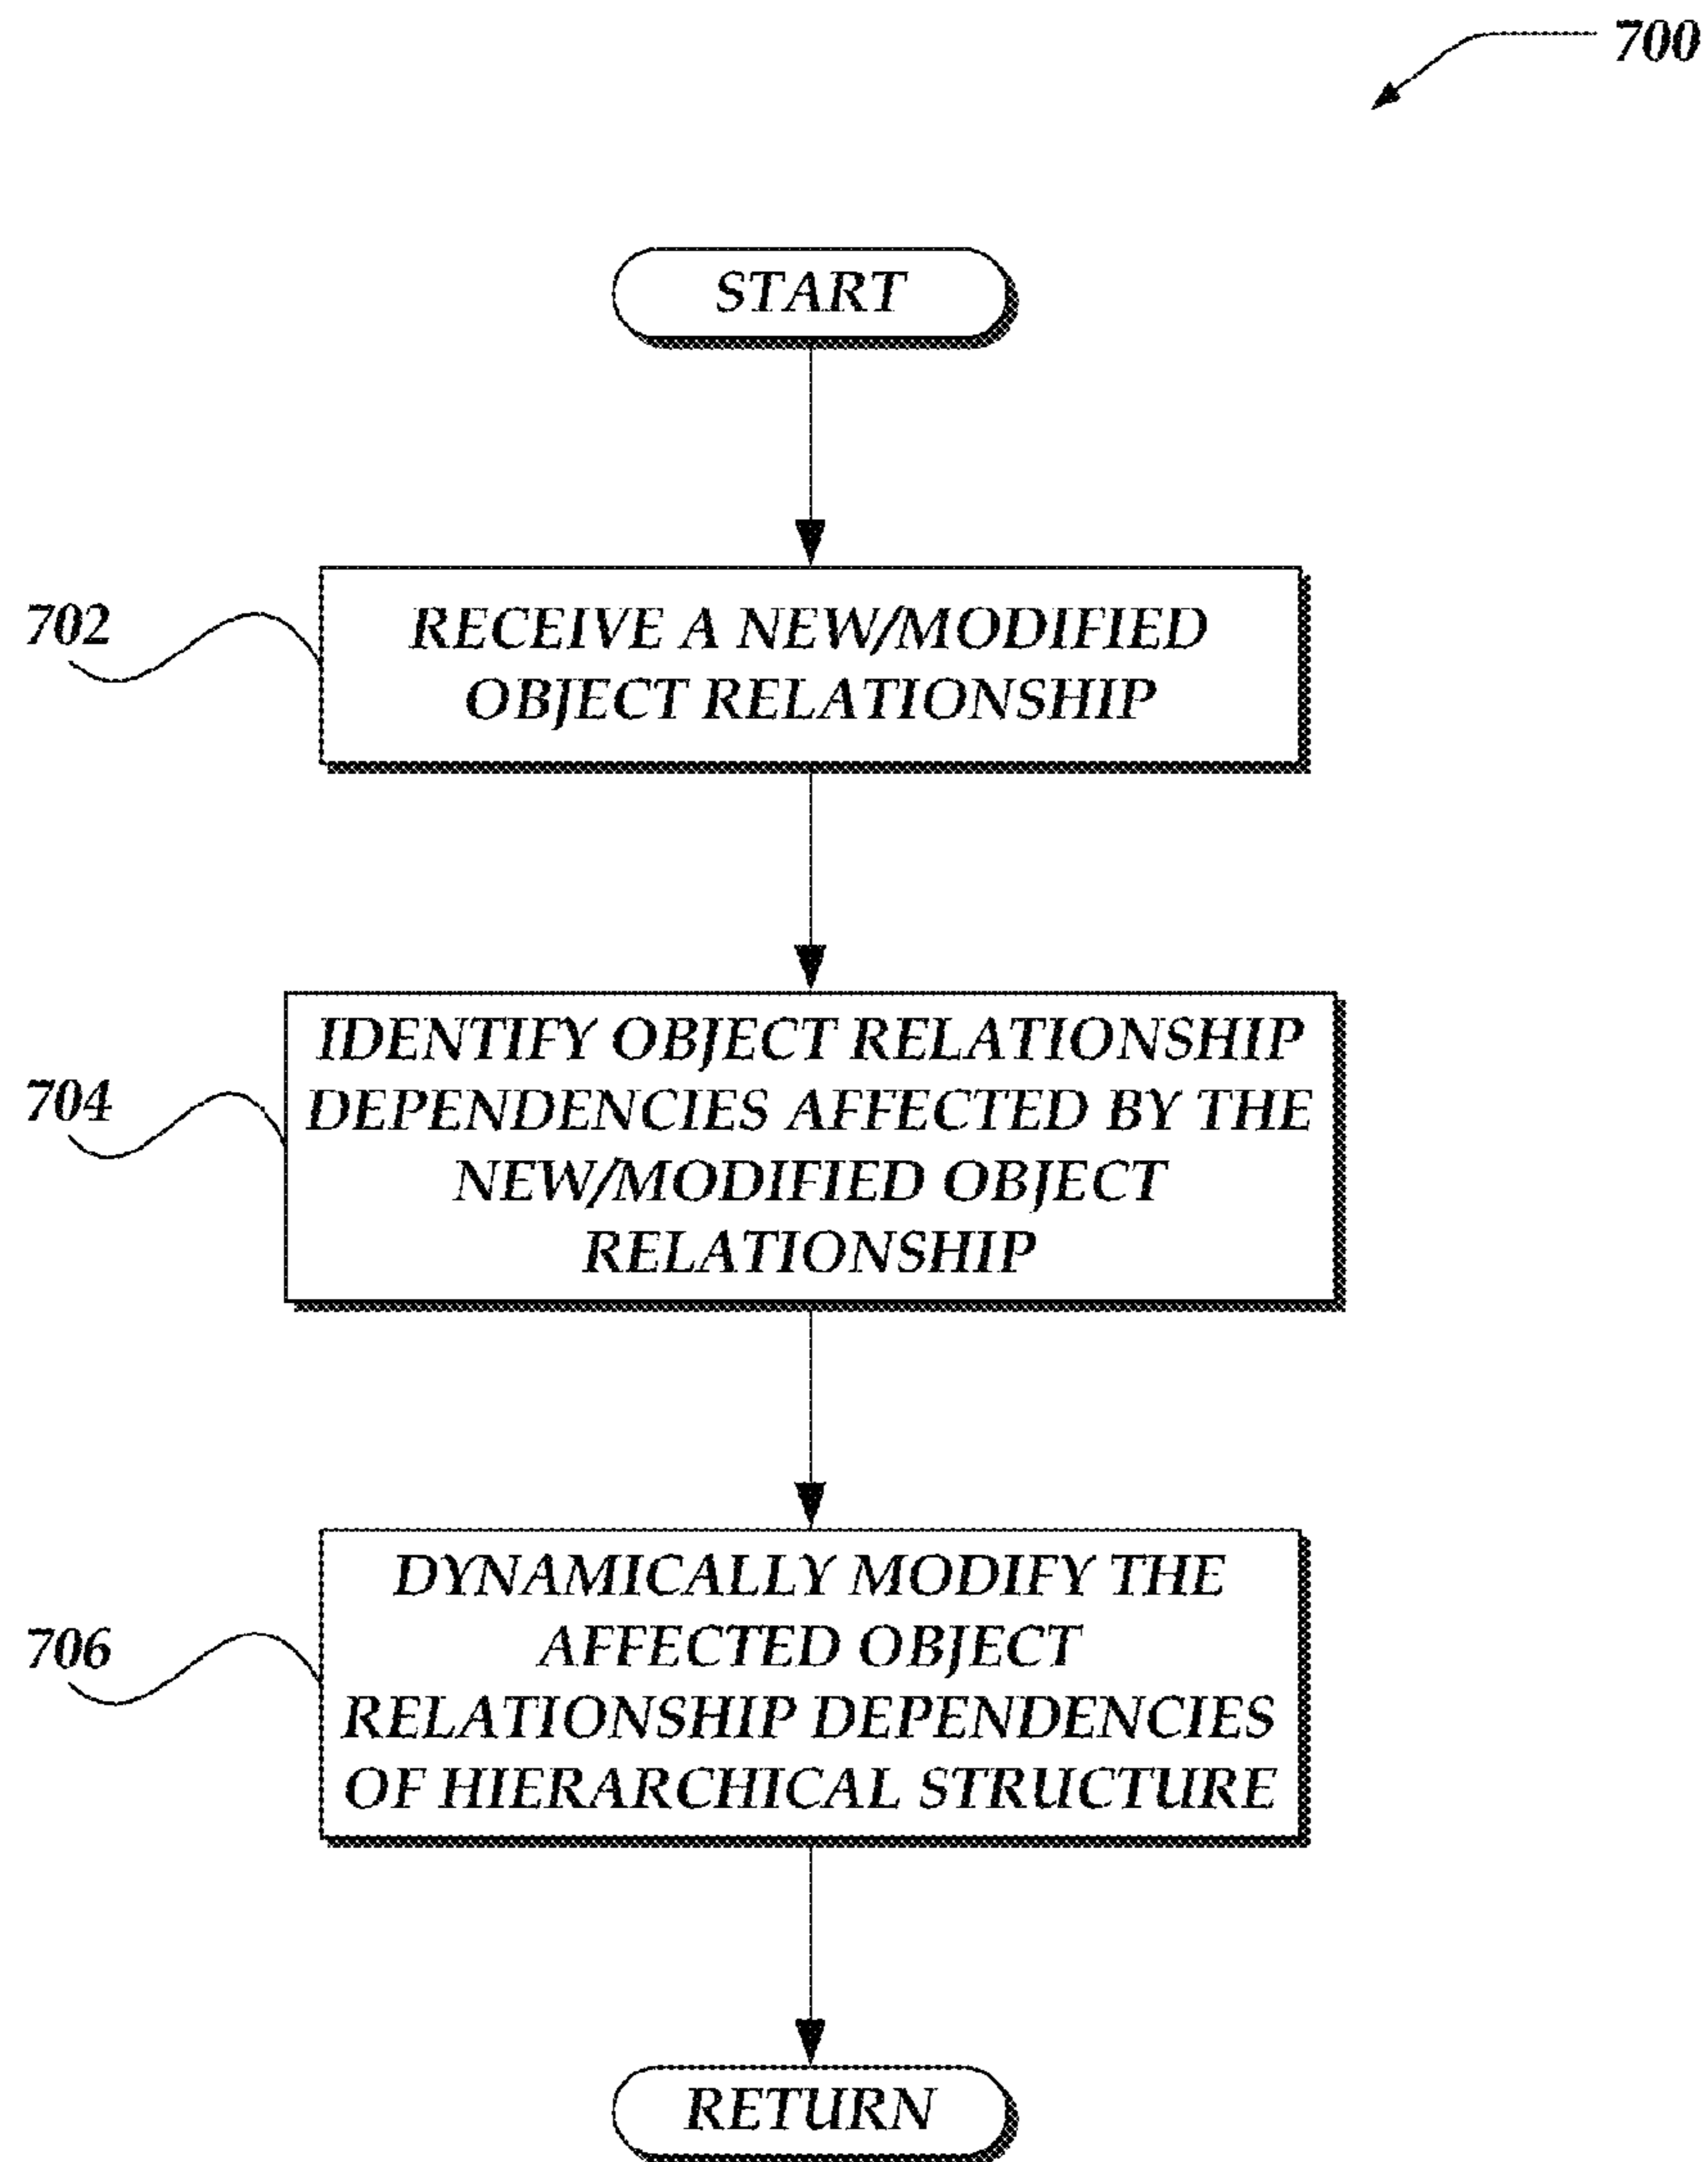 700
START
702
RECEIVE A NEW/MODIFIED
OBJECT RELATIONSHIP
704
IDENTIFY OBJECT RELATIONSHIP
DEPENDENCIES AFFECTED BY THE
NEW/MODIFIED OBJECT
RELATIONSHIP
706
DYNAMICALLY MODIFY THE
AFFECTED OBJECT
RELATIONSHIP DEPENDENCIES
OF HIERARCHICAL STRUCTURE
RETURN